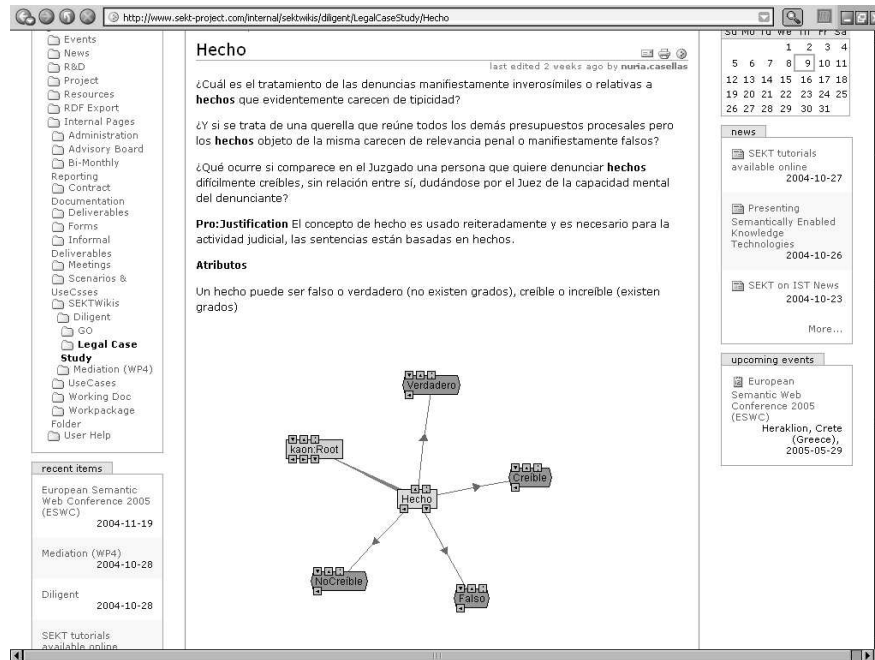 http://www.sekt-project.com/internal/sektwikis/diligent/LegalCaseStudy/Hecho
Events
News
R&D
Project
Resources
RDF Export
Internal Pages
Administration
Advisory Board
Bi-Monthly
Reporting
Contract
Documentation
Deliverables
Forms
Informal
Deliverables
Meetings
Scenarios &
UseCsses
SEKTWikis
Diligent
GO
Legal Case
Study
Mediation (WP4)
UseCases
Working Doc
Workpackage
Folder
User Help
recent items
European Semantic
Web Conference 2005
(ESWC)
2004-11-19
Mediation (WP4)
2004-10-28
Diligent
2004-10-28
SEKT tutorials
available online
Hecho
last edited 2 weeks ago by nuria.casellas
¿Cuál es el tratamiento de las denuncias manifiestamente inverosímiles o relativas a
hechos que evidentemente carecen de tipicidad?
¿Y si se trata de una querella que reúne todos los demás presupuestos procesales pero
los hechos objeto de la misma carecen de relevancia penal o manifiestamente falsos?
¿Qué ocurre si comparece en el Juzgado una persona que quiere denunciar hechos
difícilmente creíbles, sin relación entre sí, dudándose por el Juez de la capacidad mental
del denunciante?
Pro:Justification El concepto de hecho es usado reiteradamente y es necesario para la
actividad judicial, las sentencias están basadas en hechos.
Atributos
Un hecho puede ser falso o verdadero (no existen grados), creíble o increíble (existen
grados)
Verdadero
kaon:Root
Creíble
Hecho
NoCreíble
Falso
Su Mo Tu We Th Fr Sa
1 2 3 4
5 6 7 8 9 10 11
12 13 14 15 16 17 18
19 20 21 22 23 24 25
26 27 28 29 30 31
news
SEKT tutorials
available online
2004-10-27
Presenting
Semantically Enabled
Knowledge
Technologies
2004-10-26
SEKT on IST News
2004-10-23
More...
upcoming events
European
Semantic Web
Conference 2005
(ESWC)
Heraklion, Crete
(Greece),
2005-05-29